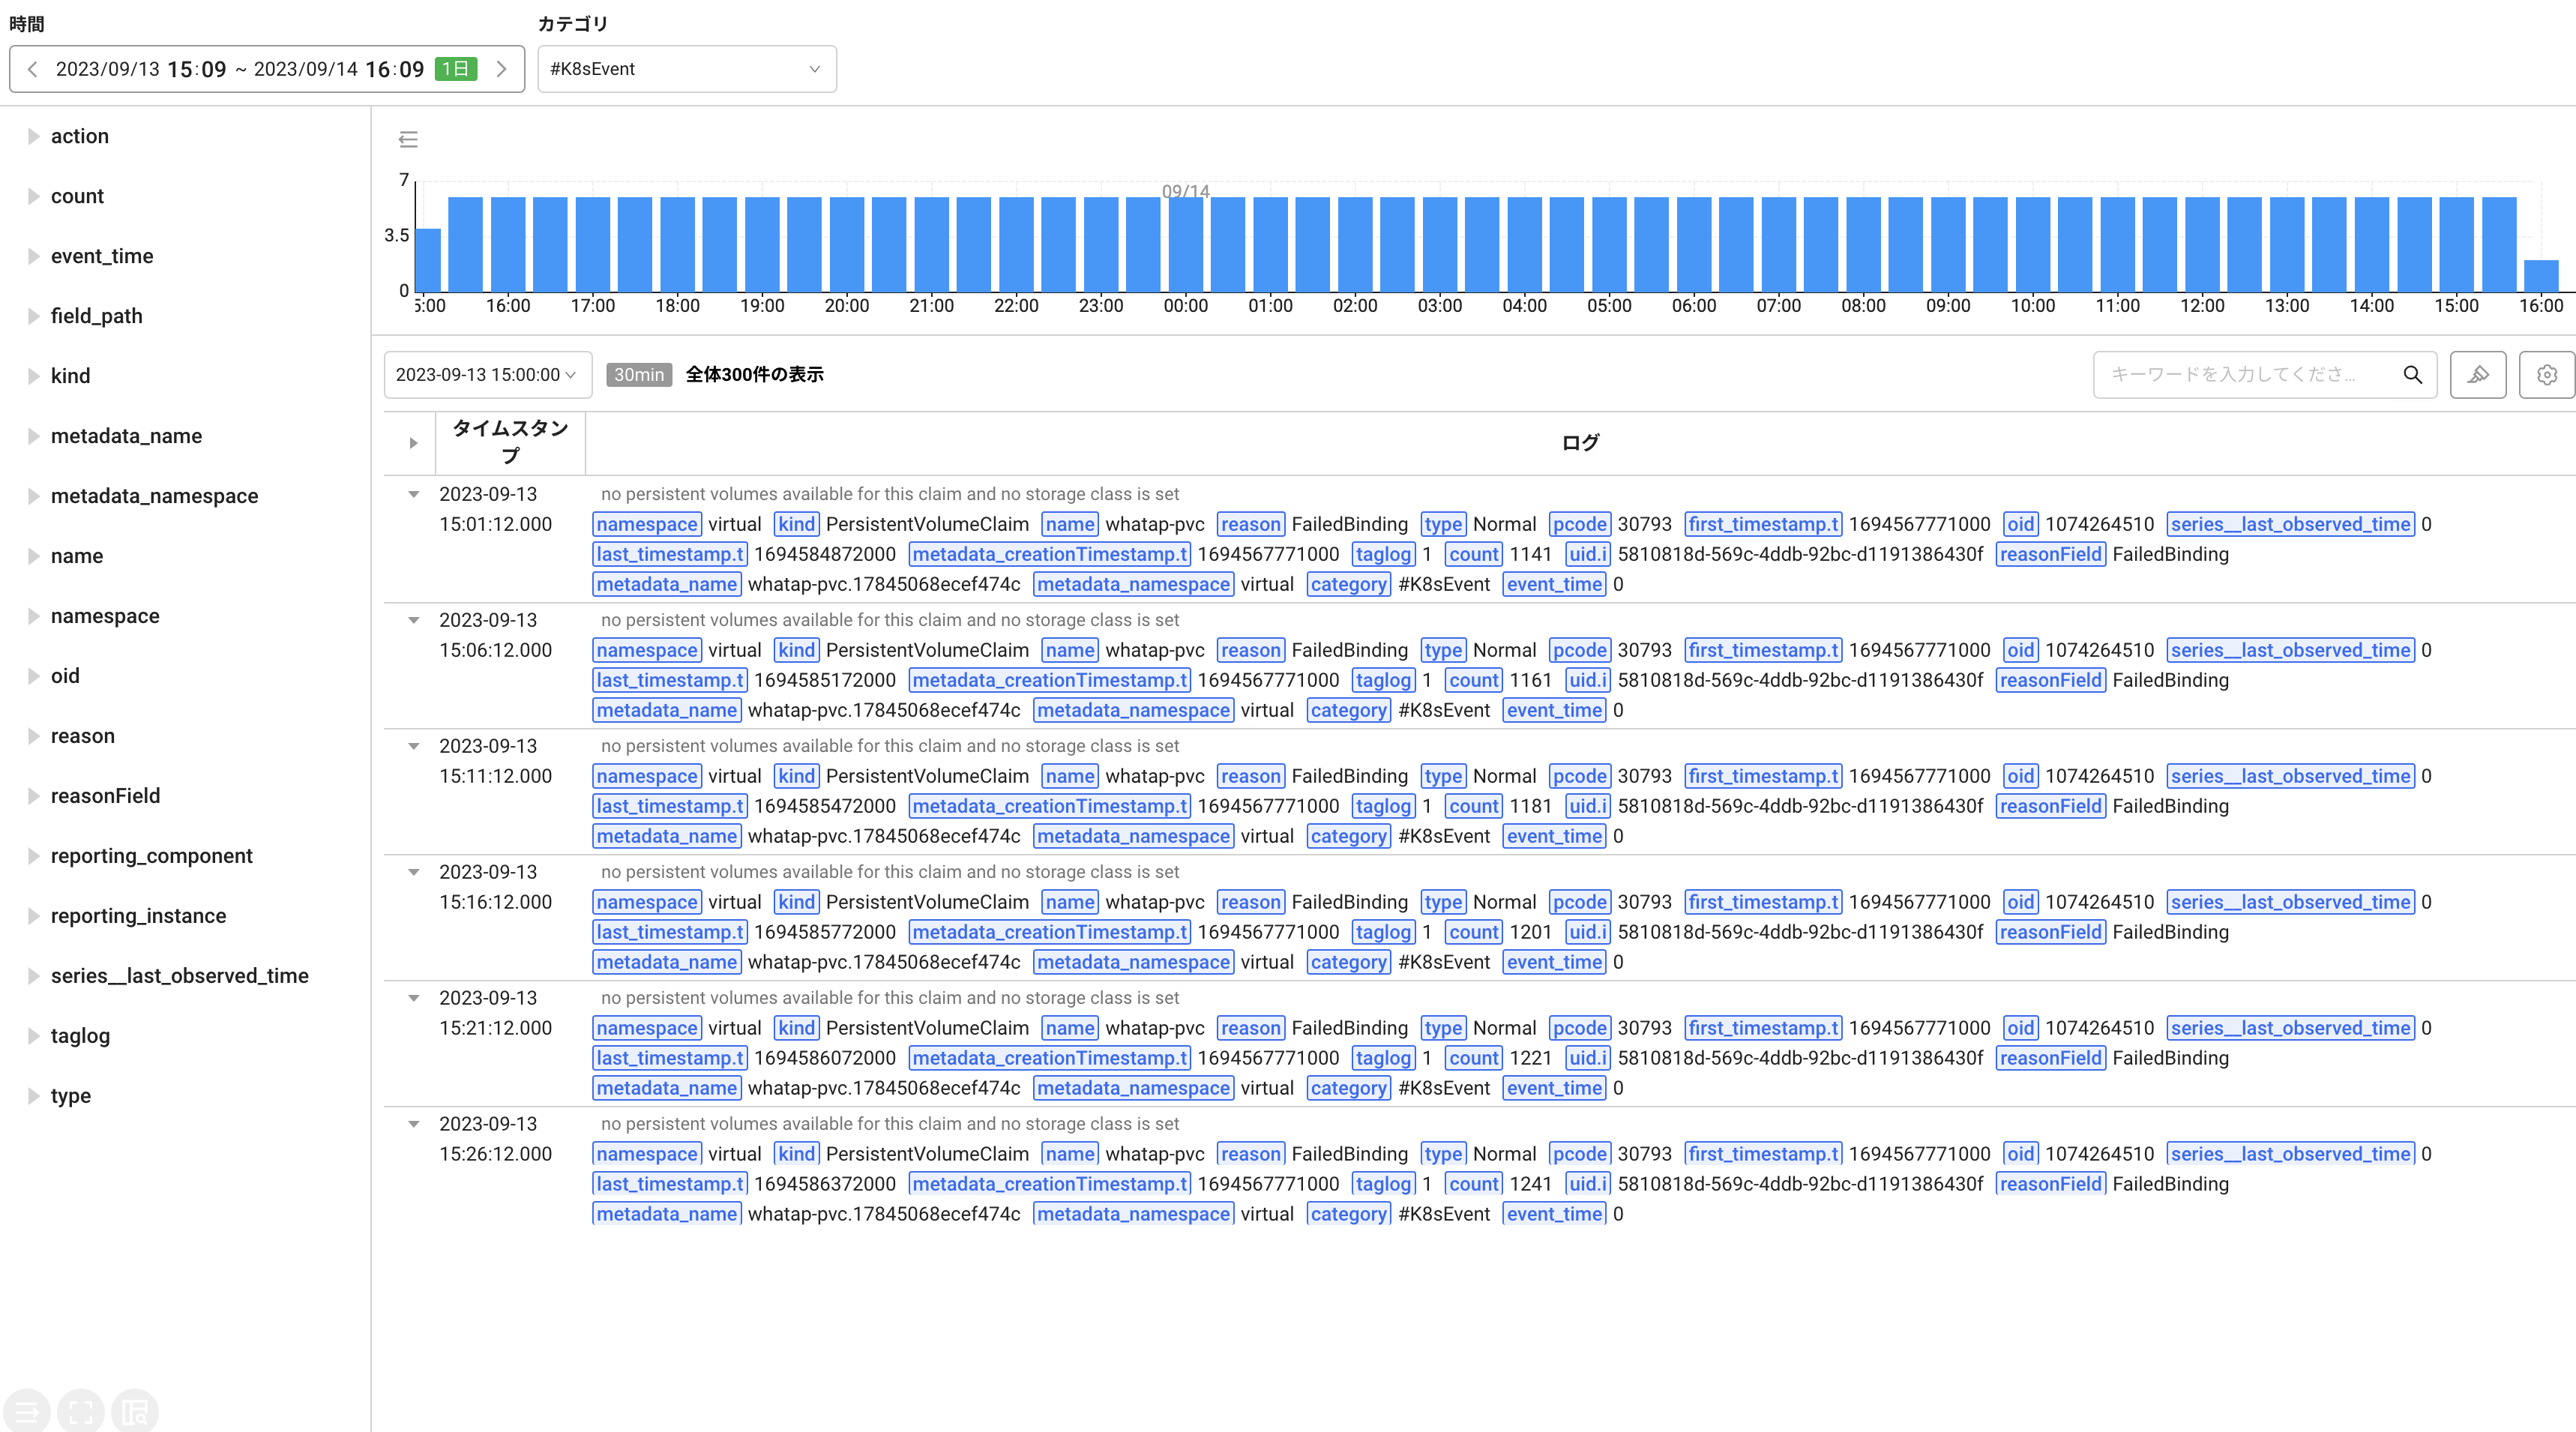 時間
カテゴリ
2023/09/13 15:09 ~ 2023/09/14 16:09 1日
#K8sEvent
action
count
event_time
field_path
kind
metadata_name
metadata_namespace
name
namespace
oid
reason
reasonField
reporting_component
reporting_instance
series__last_observed_time
taglog
type
7
3.5
0
09/14
5:00 16:00 17:00 18:00 19:00 20:00 21:00 22:00 23:00 00:00 01:00 02:00 03:00 04:00 05:00 06:00 07:00 08:00 09:00 10:00 11:00 12:00 13:00 14:00 15:00 16:00
2023-09-13 15:00:00 30min 全体300件の表示 キーワードを入力してくださ...
タイムスタンプ ログ
2023-09-13 no persistent volumes available for this claim and no storage class is set
15:01:12.000 namespace virtual kind PersistentVolumeClaim name whatap-pvc reason FailedBinding type Normal pcode 30793 first_timestamp.t 1694567771000 oid 1074264510 series__last_observed_time 0
last_timestamp.t 1694584872000 metadata_creationTimestamp.t 1694567771000 taglog 1 count 1141 uid.i 5810818d-569c-4ddb-92bc-d1191386430f reasonField FailedBinding
metadata_name whatap-pvc.17845068ecef474c metadata_namespace virtual category #K8sEvent event_time 0
2023-09-13 no persistent volumes available for this claim and no storage class is set
15:06:12.000 namespace virtual kind PersistentVolumeClaim name whatap-pvc reason FailedBinding type Normal pcode 30793 first_timestamp.t 1694567771000 oid 1074264510 series__last_observed_time 0
last_timestamp.t 1694585172000 metadata_creationTimestamp.t 1694567771000 taglog 1 count 1161 uid.i 5810818d-569c-4ddb-92bc-d1191386430f reasonField FailedBinding
metadata_name whatap-pvc.17845068ecef474c metadata_namespace virtual category #K8sEvent event_time 0
2023-09-13 no persistent volumes available for this claim and no storage class is set
15:11:12.000 namespace virtual kind PersistentVolumeClaim name whatap-pvc reason FailedBinding type Normal pcode 30793 first_timestamp.t 1694567771000 oid 1074264510 series__last_observed_time 0
last_timestamp.t 1694585472000 metadata_creationTimestamp.t 1694567771000 taglog 1 count 1181 uid.i 5810818d-569c-4ddb-92bc-d1191386430f reasonField FailedBinding
metadata_name whatap-pvc.17845068ecef474c metadata_namespace virtual category #K8sEvent event_time 0
2023-09-13 no persistent volumes available for this claim and no storage class is set
15:16:12.000 namespace virtual kind PersistentVolumeClaim name whatap-pvc reason FailedBinding type Normal pcode 30793 first_timestamp.t 1694567771000 oid 1074264510 series__last_observed_time 0
last_timestamp.t 1694585772000 metadata_creationTimestamp.t 1694567771000 taglog 1 count 1201 uid.i 5810818d-569c-4ddb-92bc-d1191386430f reasonField FailedBinding
metadata_name whatap-pvc.17845068ecef474c metadata_namespace virtual category #K8sEvent event_time 0
2023-09-13 no persistent volumes available for this claim and no storage class is set
15:21:12.000 namespace virtual kind PersistentVolumeClaim name whatap-pvc reason FailedBinding type Normal pcode 30793 first_timestamp.t 1694567771000 oid 1074264510 series__last_observed_time 0
last_timestamp.t 1694586072000 metadata_creationTimestamp.t 1694567771000 taglog 1 count 1221 uid.i 5810818d-569c-4ddb-92bc-d1191386430f reasonField FailedBinding
metadata_name whatap-pvc.17845068ecef474c metadata_namespace virtual category #K8sEvent event_time 0
2023-09-13 no persistent volumes available for this claim and no storage class is set
15:26:12.000 namespace virtual kind PersistentVolumeClaim name whatap-pvc reason FailedBinding type Normal pcode 30793 first_timestamp.t 1694567771000 oid 1074264510 series__last_observed_time 0
last_timestamp.t 1694586372000 metadata_creationTimestamp.t 1694567771000 taglog 1 count 1241 uid.i 5810818d-569c-4ddb-92bc-d1191386430f reasonField FailedBinding
metadata_name whatap-pvc.17845068ecef474c metadata_namespace virtual category #K8sEvent event_time 0